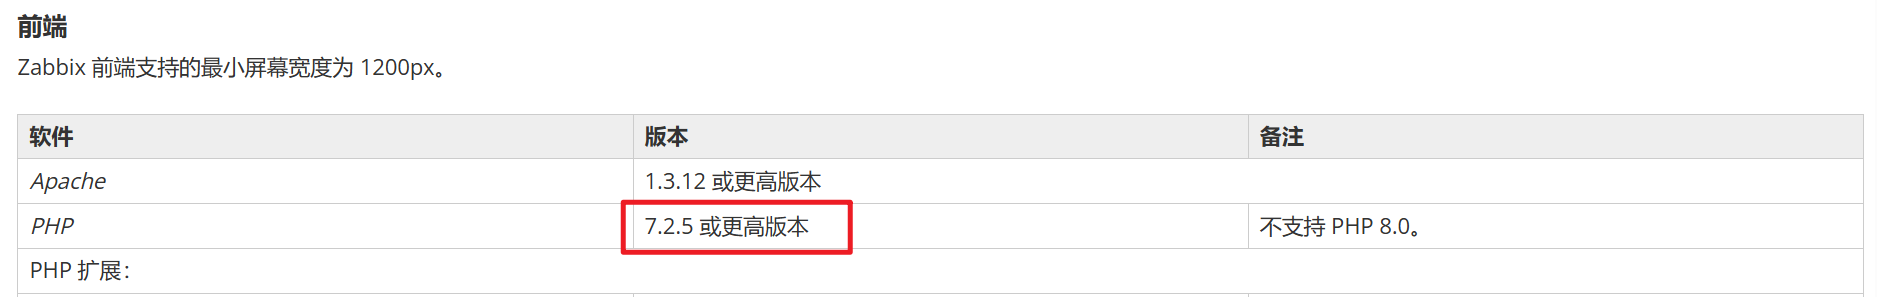 前端
Zabbix 前端支持的最小屏幕宽度为 1200px。
软件 版本 备注
Apache 1.3.12 或更高版本
PHP 7.2.5 或更高版本 不支持 PHP 8.0。
PHP 扩展：